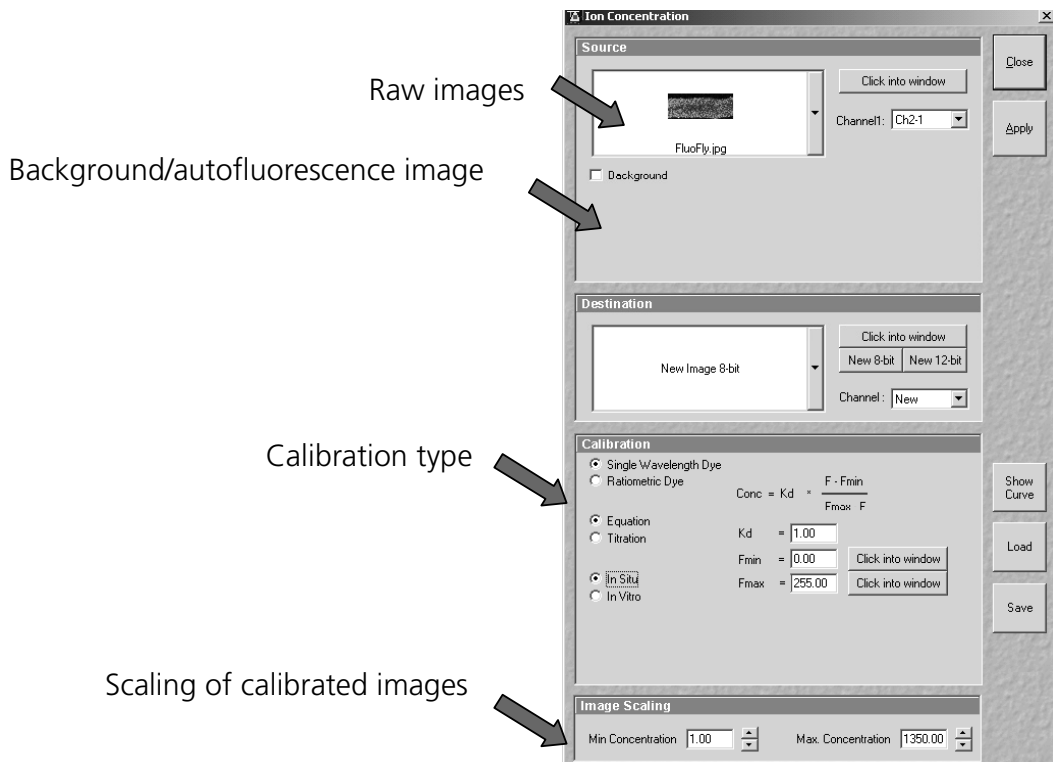 Ion Concentration
Source
Close
Click into window
Raw images
Channel1: Ch2-1
Apply
FluoFly.jpg
Background/autofluorescence image
Background
Destination
Click into window
New 8-bit New 12-bit
New Image 8-bit
Channel : New
Calibration
Calibration type
Single Wavelength Dye
Ratiometric Dye
Conc = Kd * F - Fmin
Fmax F
Show
Curve
Equation
Titration
Kd = 1.00
Load
Fmin = 0.00 Click into window
In Situ
Fmax = 255.00 Click into window
In Vitro
Save
Scaling of calibrated images
Image Scaling
Min Concentration 1.00 Max. Concentration 1350.00